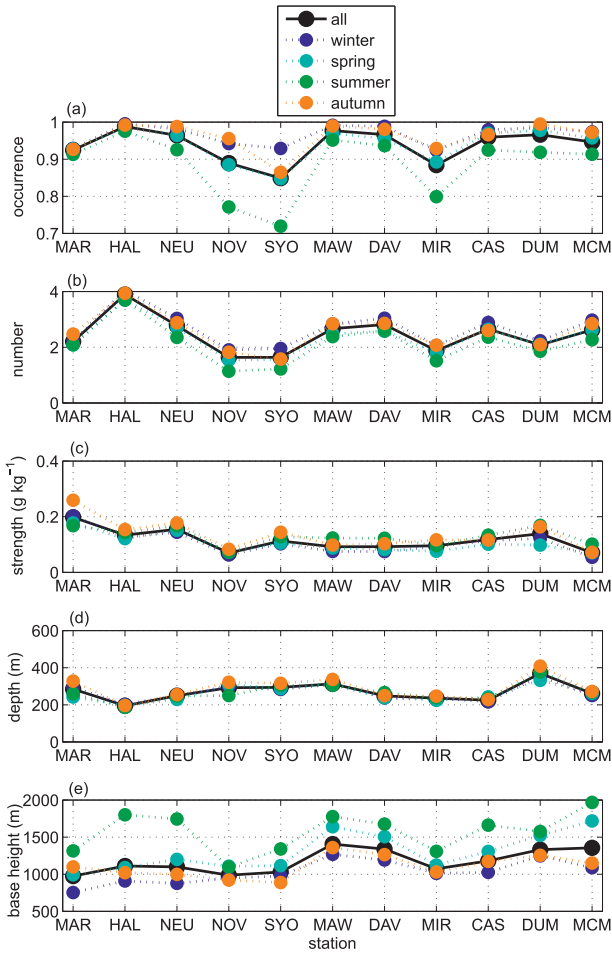 all
winter
spring
summer
autumn
(a)
1
0.9
0.8
0.7
occurrence
MAR HAL NEU NOV SYO MAW DAV MIR CAS DUM MCM
(b)
4
2
0
number
MAR HAL NEU NOV SYO MAW DAV MIR CAS DUM MCM
(c)
0.4
0.2
0
strength (g kg⁻¹)
MAR HAL NEU NOV SYO MAW DAV MIR CAS DUM MCM
(d)
600
400
200
0
depth (m)
MAR HAL NEU NOV SYO MAW DAV MIR CAS DUM MCM
(e)
2000
1500
1000
500
base height (m)
MAR HAL NEU NOV SYO MAW DAV MIR CAS DUM MCM
station